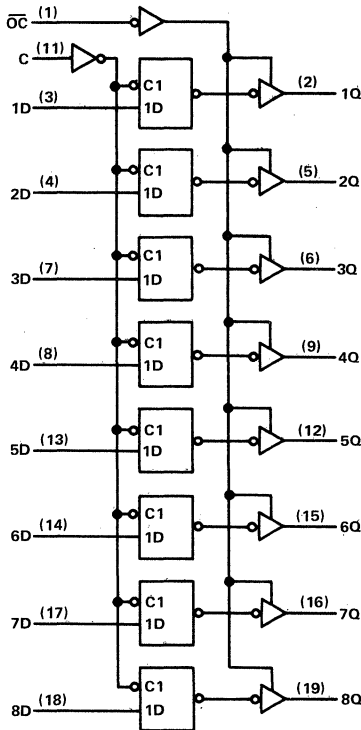 O̅C̅ (1)
C (11)
1D (3) C1 1D (2) 1Q
2D (4) C1 1D (5) 2Q
3D (7) C1 1D (6) 3Q
4D (8) C1 1D (9) 4Q
5D (13) C1 1D (12) 5Q
6D (14) C1 1D (15) 6Q
7D (17) C1 1D (16) 7Q
8D (18) C1 1D (19) 8Q